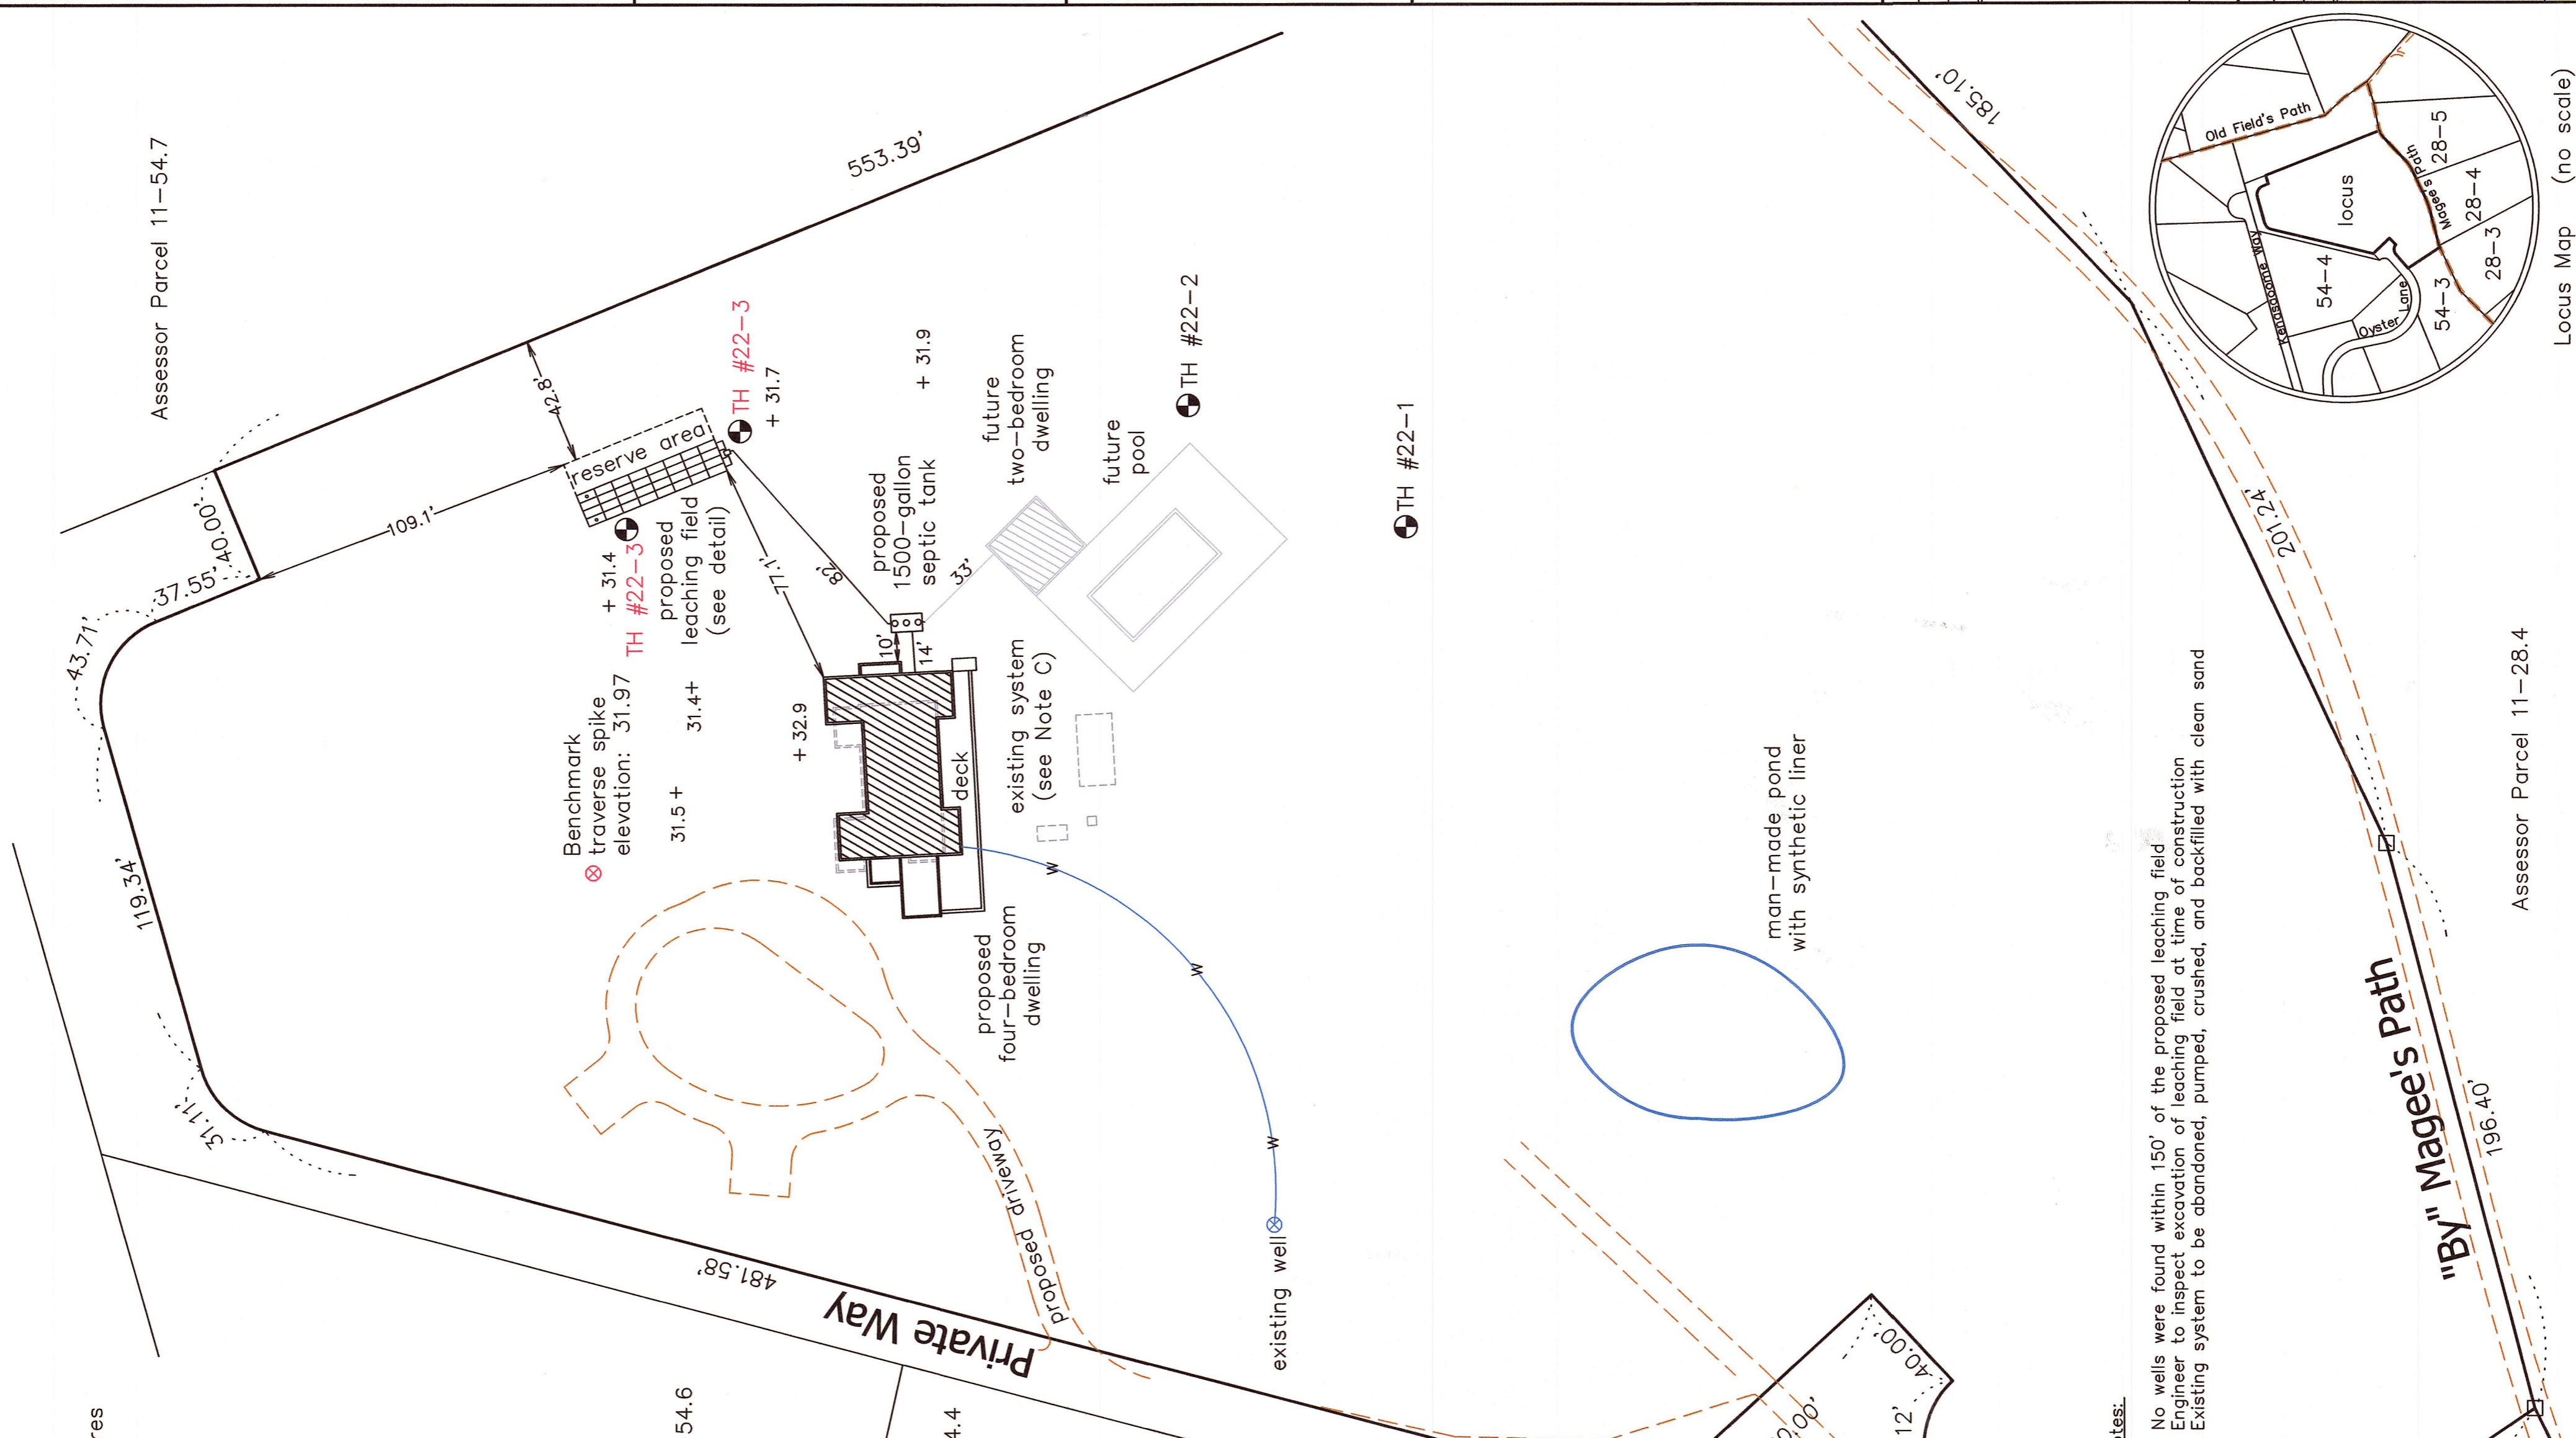 Assessor Parcel 11-54.7
553.39'
185.10'
42.8'
109.1'
40.00'
37.55'
43.71'
119.34'
31.11'
481.58'
Private Way
reserve area
TH #22-3
+ 31.7
+ 31.4
TH #22-3
proposed
leaching field
(see detail)
Benchmark
traverse spike
elevation: 31.97
31.4+
31.5 +
+ 32.9
+ 31.9
77.1'
82'
10'
14'
33'
proposed
1500-gallon
septic tank
future
two-bedroom
dwelling
future
pool
TH #22-2
TH #22-1
deck
existing system
(see Note C)
proposed
four-bedroom
dwelling
proposed driveway
W
W
W
existing well
man-made pond
with synthetic liner
40.00'
12'
201.24'
196.40'
"By" Magee's Path
Assessor Parcel 11-28.4
54.6
4.4
res
tes:
No wells were found within 150' of the proposed leaching field
Engineer to inspect excavation of leaching field at time of construction
Existing system to be abandoned, pumped, crushed, and backfilled with clean sand
Old Field's Path
Magee's Path
locus
Oyster Lane
54-4
54-3
28-3
28-4
28-5
Locus Map (no scale)